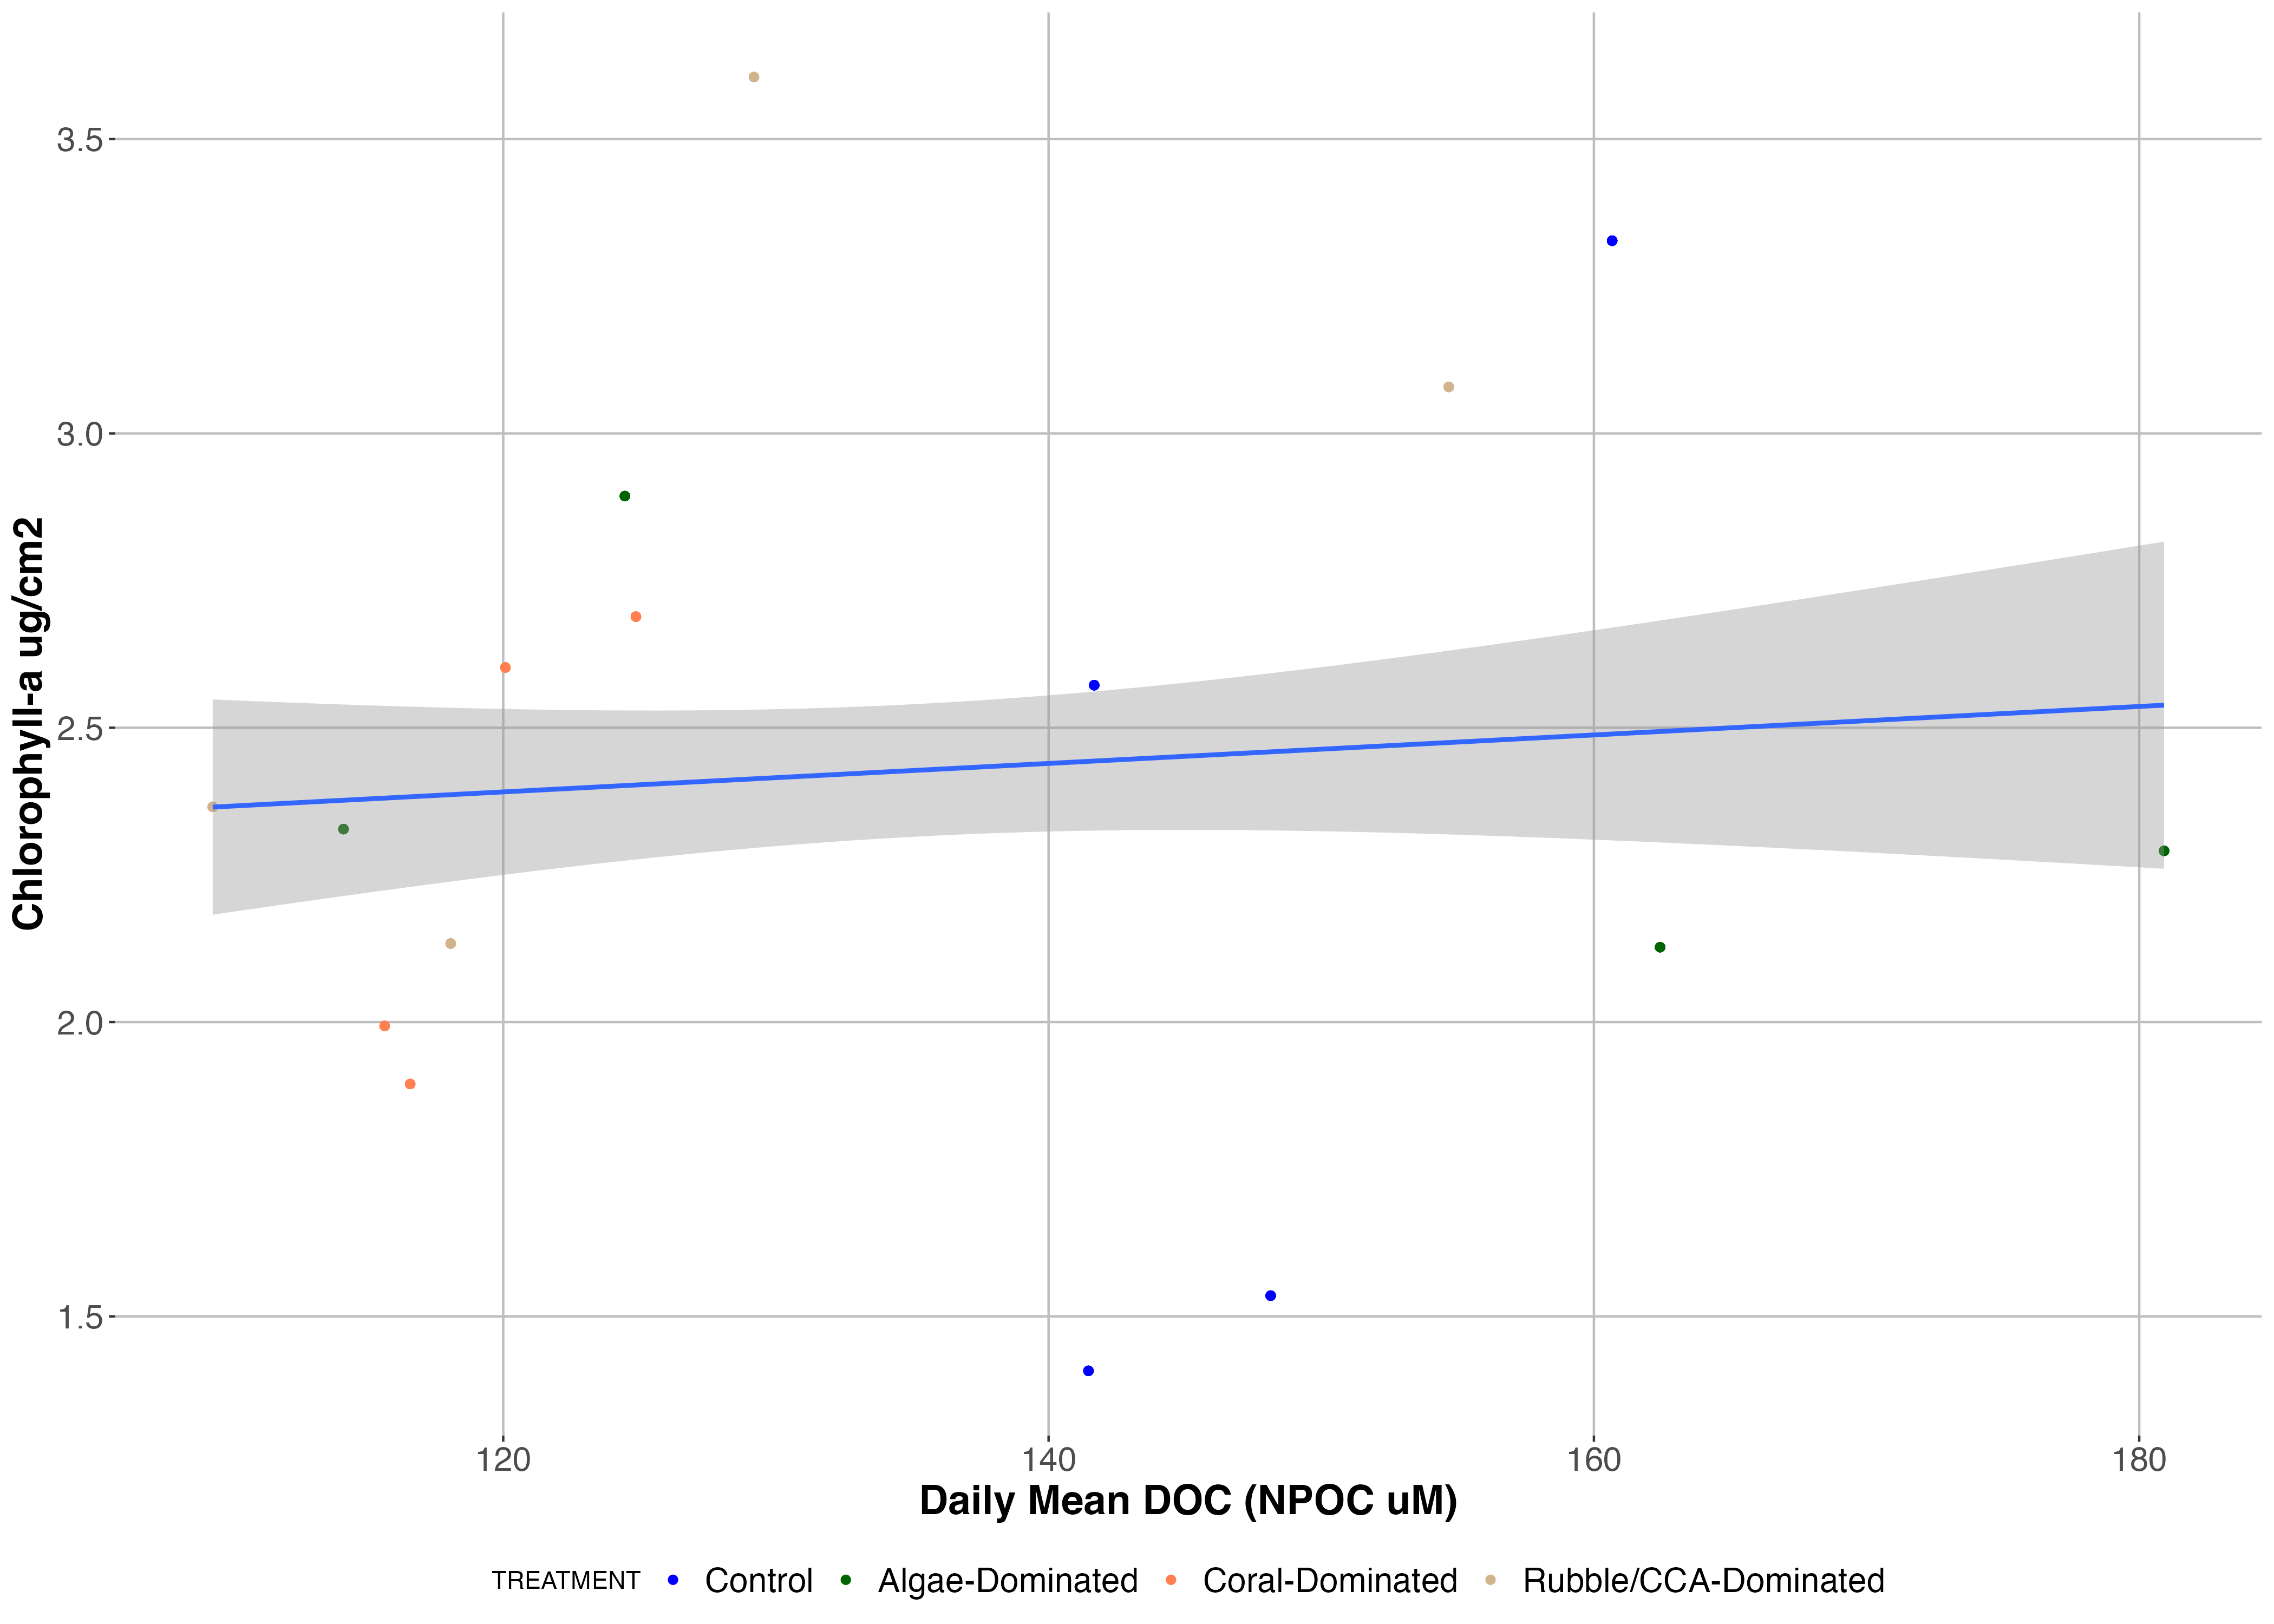 Chlorophyll-a ug/cm2
3.5
3.0
2.5
2.0
1.5
120 140 160 180
Daily Mean DOC (NPOC uM)
TREATMENT Control Algae-Dominated Coral-Dominated Rubble/CCA-Dominated